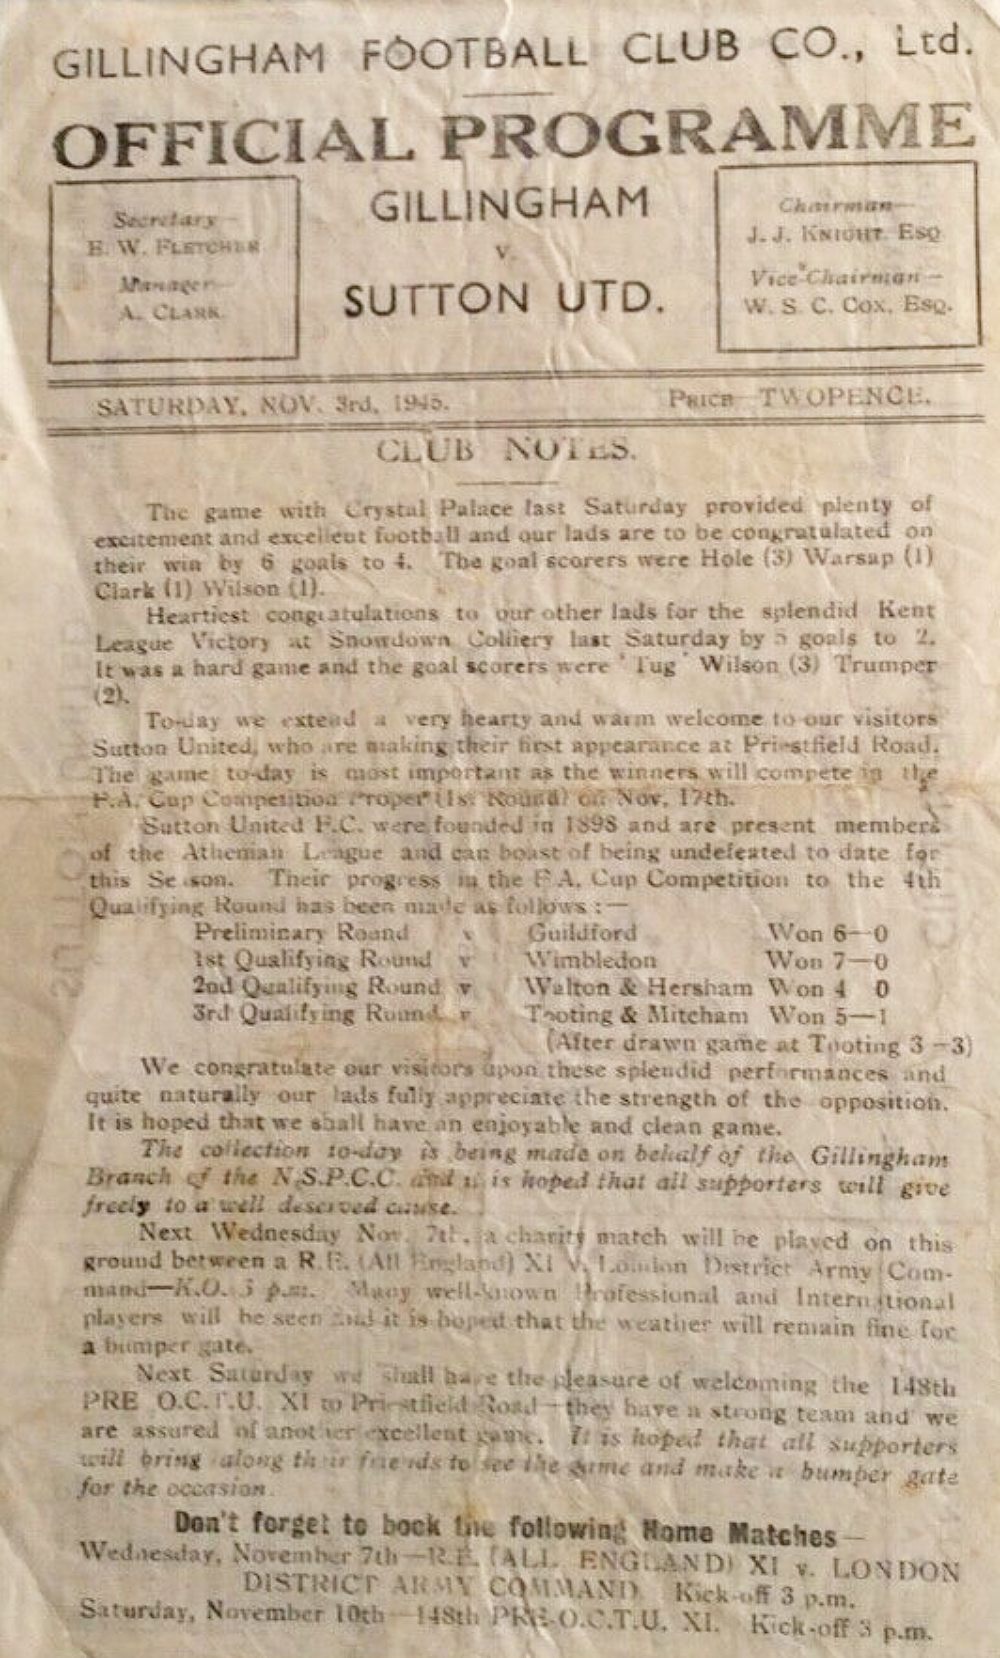 GILLINGHAM FOOTBALL CLUB CO., Ltd.
OFFICIAL PROGRAMME
Secretary—
E. W. FLETCHER
Manager—
A. CLARK
GILLINGHAM
v.
SUTTON UTD.
Chairman—
J. J. KNIGHT. ESQ
Vice-Chairman—
W. S. C. COX, ESQ.
SATURDAY, NOV. 3rd, 1945.
PRICE TWOPENCE.
CLUB NOTES.
The game with Crystal Palace last Saturday provided plenty of
excitement and excellent football and our lads are to be congratulated on
their win by 6 goals to 4. The goal scorers were Hole (3) Warsap (1)
Clark (1) Wilson (1).
Heartiest congratulations to our other lads for the splendid Kent
League Victory at Snowdown Colliery last Saturday by 5 goals to 2.
It was a hard game and the goal scorers were 'Tug' Wilson (3) Trumper
(2).
To-day we extend a very hearty and warm welcome to our visitors
Sutton United, who are making their first appearance at Priestfield Road.
The game to-day is most important as the winners will compete in the
F.A. Cup Competition Proper (1st Round) on Nov. 17th.
Sutton United F.C. were founded in 1898 and are present members
of the Athenian League and can boast of being undefeated to date for
this Season. Their progress in the F.A. Cup Competition to the 4th
Qualifying Round has been made as follows :—
Preliminary Round v Guildford Won 6—0
1st Qualifying Round v Wimbledon Won 7—0
2nd Qualifying Round v Walton & Hersham Won 4 0
3rd Qualifying Round v Tooting & Mitcham Won 5—1
(After drawn game at Tooting 3—3)
We congratulate our visitors upon these splendid performances and
quite naturally our lads fully appreciate the strength of the opposition.
It is hoped that we shall have an enjoyable and clean game.
The collection to-day is being made on behalf of the Gillingham
Branch of the N.S.P.C.C. and it is hoped that all supporters will give
freely to a well deserved cause.
Next Wednesday Nov. 7th, a charity match will be played on this
ground between a R.E. (All England) XI v. London District Army Com-
mand—K.O. 3 p.m. Many well-known Professional and International
players will be seen and it is hoped that the weather will remain fine for
a bumper gate.
Next Saturday we shall have the pleasure of welcoming the 148th
PRE O.C.T.U. XI to Priestfield Road—they have a strong team and we
are assured of another excellent game. It is hoped that all supporters
will bring along their friends to see the game and make a bumper gate
for the occasion.
Don't forget to book the following Home Matches—
Wednesday, November 7th—R.E. (ALL ENGLAND) XI v. LONDON
DISTRICT ARMY COMMAND. Kick-off 3 p.m.
Saturday, November 10th—148th PRE-O.C.T.U. XI. Kick-off 3 p.m.